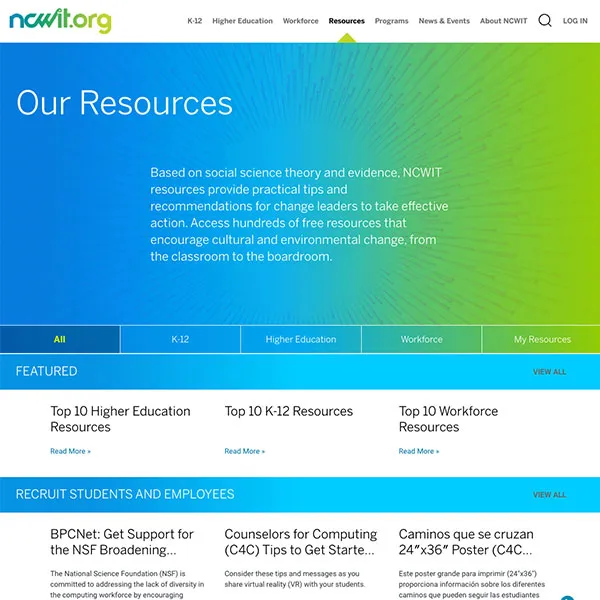 ncwit.org
K-12 Higher Education Workforce Resources Programs News & Events About NCWIT LOG IN
Our Resources
Based on social science theory and evidence, NCWIT
resources provide practical tips and
recommendations for change leaders to take effective
action. Access hundreds of free resources that
encourage cultural and environmental change, from
the classroom to the boardroom.
All K-12 Higher Education Workforce My Resources
FEATURED VIEW ALL
Top 10 Higher Education
Resources
Read More »
Top 10 K-12 Resources
Read More »
Top 10 Workforce
Resources
Read More »
RECRUIT STUDENTS AND EMPLOYEES VIEW ALL
BPCNet: Get Support for
the NSF Broadening...
The National Science Foundation (NSF) is
committed to addressing the lack of diversity in
the computing workforce by encouraging
Counselors for Computing
(C4C) Tips to Get Starte...
Consider these tips and messages as you
share virtual reality (VR) with your students.
Caminos que se cruzan
24″x36″ Poster (C4C...
Este poster grande para imprimir (24"x36")
proporciona información sobre los diferentes
caminos que pueden seguir las estudiantes